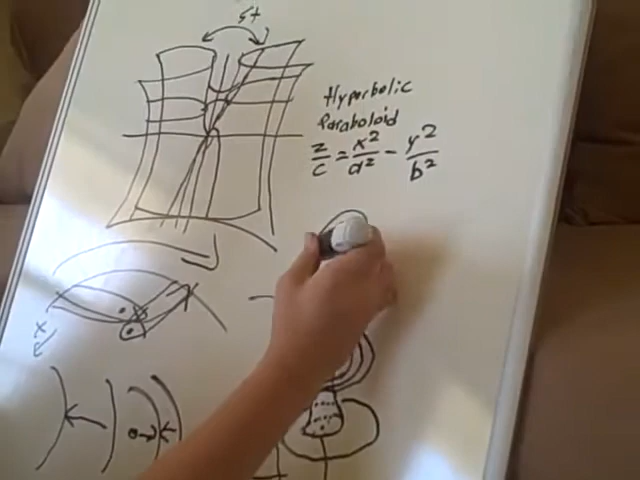 Hyperbolic
Paraboloid
z/c = x²/a² - y²/b²
x